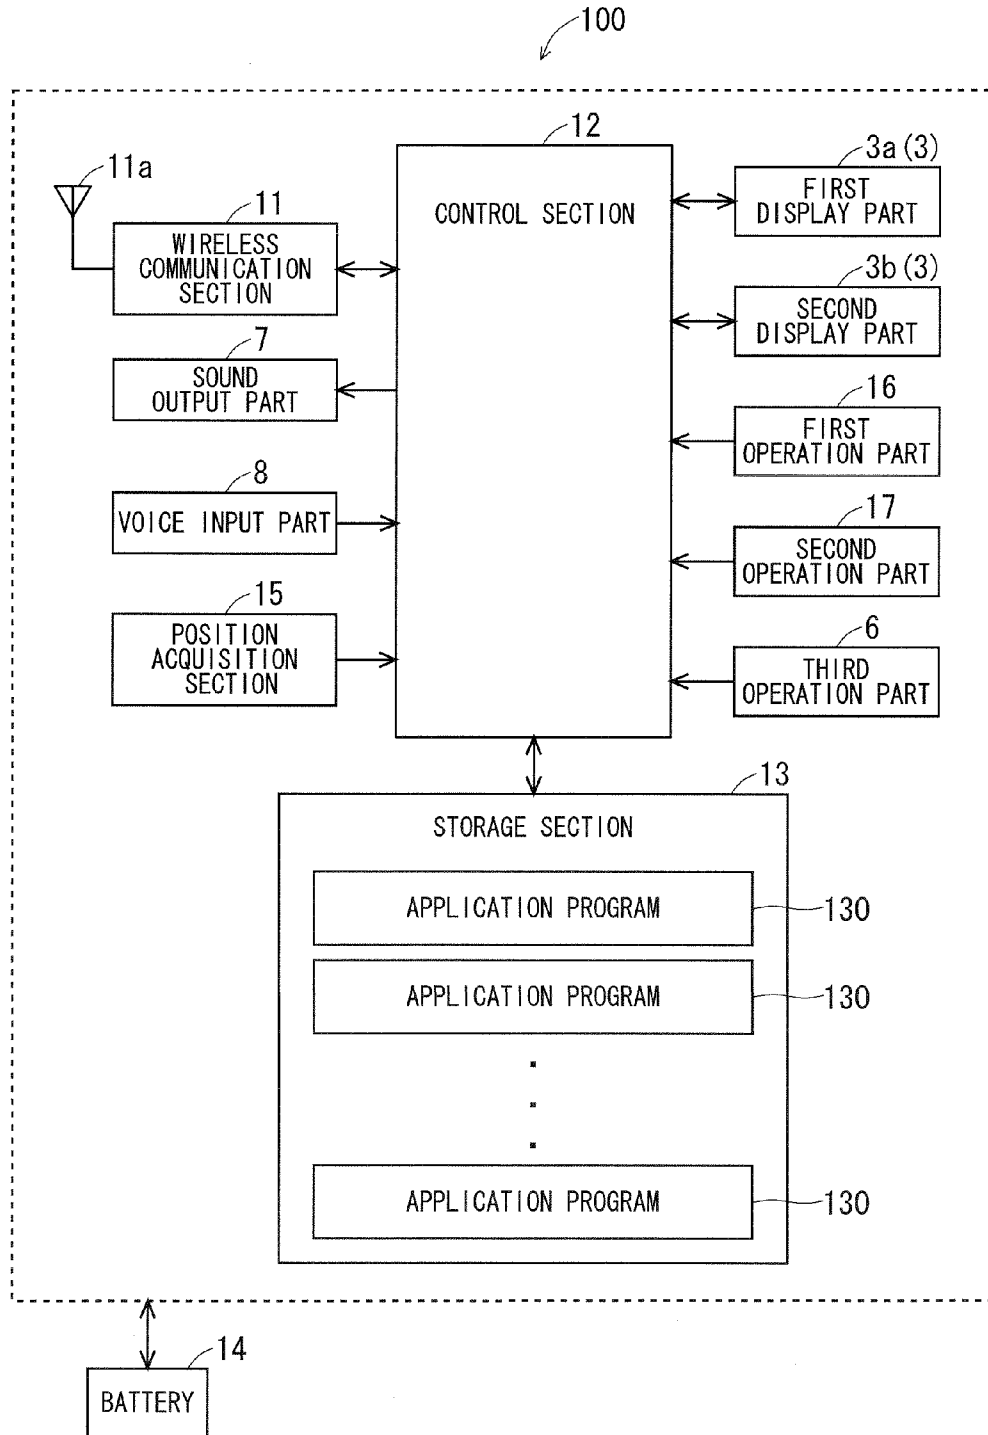 100
12
CONTROL SECTION
11a
11
WIRELESS
COMMUNICATION
SECTION
7
SOUND
OUTPUT PART
8
VOICE INPUT PART
15
POSITION
ACQUISITION
SECTION
3a(3)
FIRST
DISPLAY PART
3b(3)
SECOND
DISPLAY PART
16
FIRST
OPERATION PART
17
SECOND
OPERATION PART
6
THIRD
OPERATION PART
13
STORAGE SECTION
APPLICATION PROGRAM
130
APPLICATION PROGRAM
130
APPLICATION PROGRAM
130
14
BATTERY